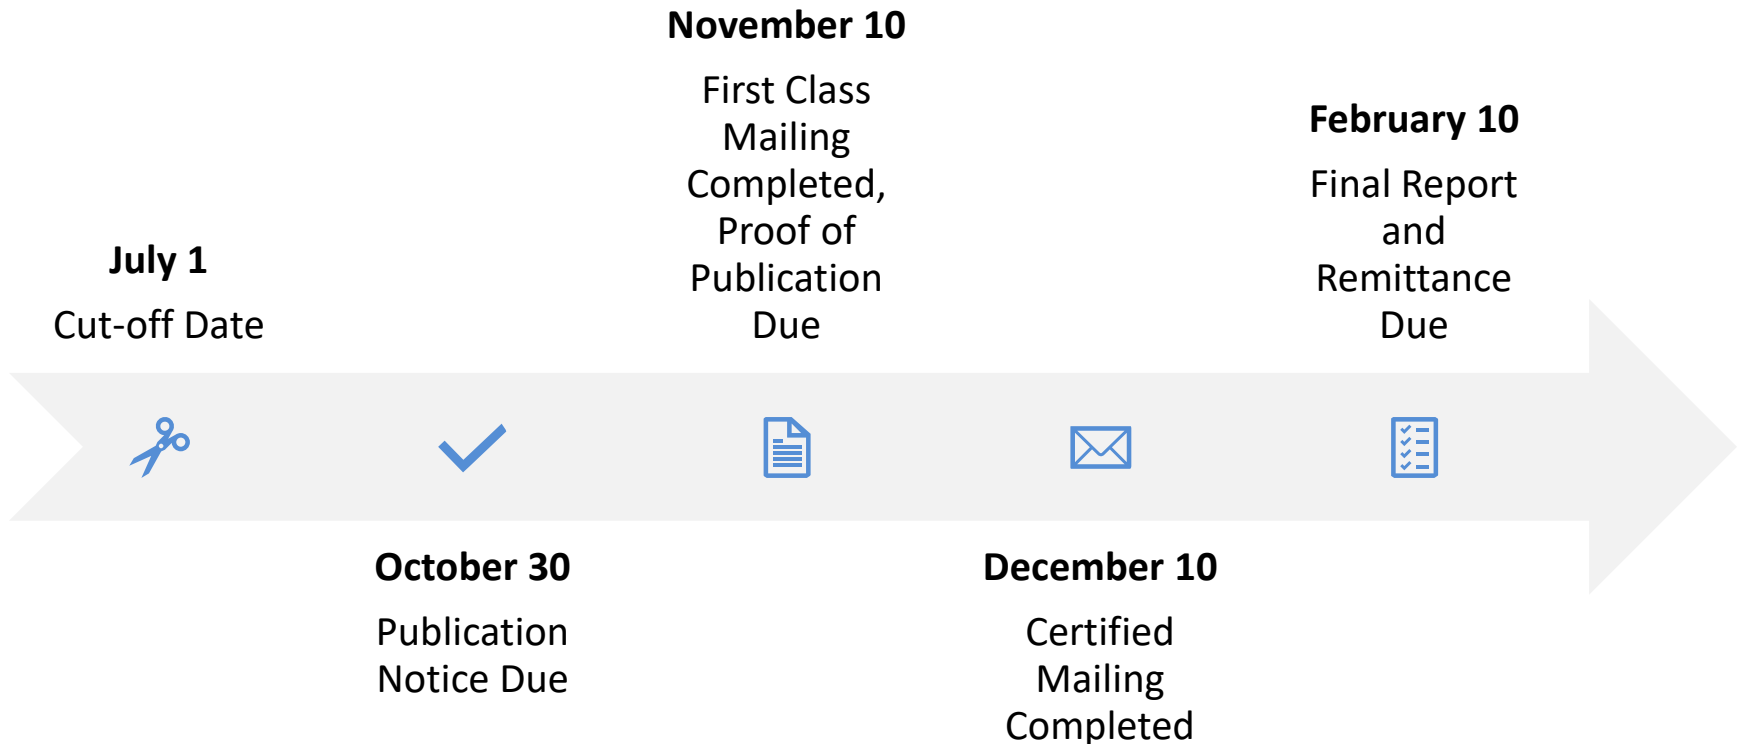 July 1
Cut-off Date
October 30
Publication
Notice Due
November 10
First Class
Mailing
Completed,
Proof of
Publication
Due
December 10
Certified
Mailing
Completed
February 10
Final Report
and
Remittance
Due